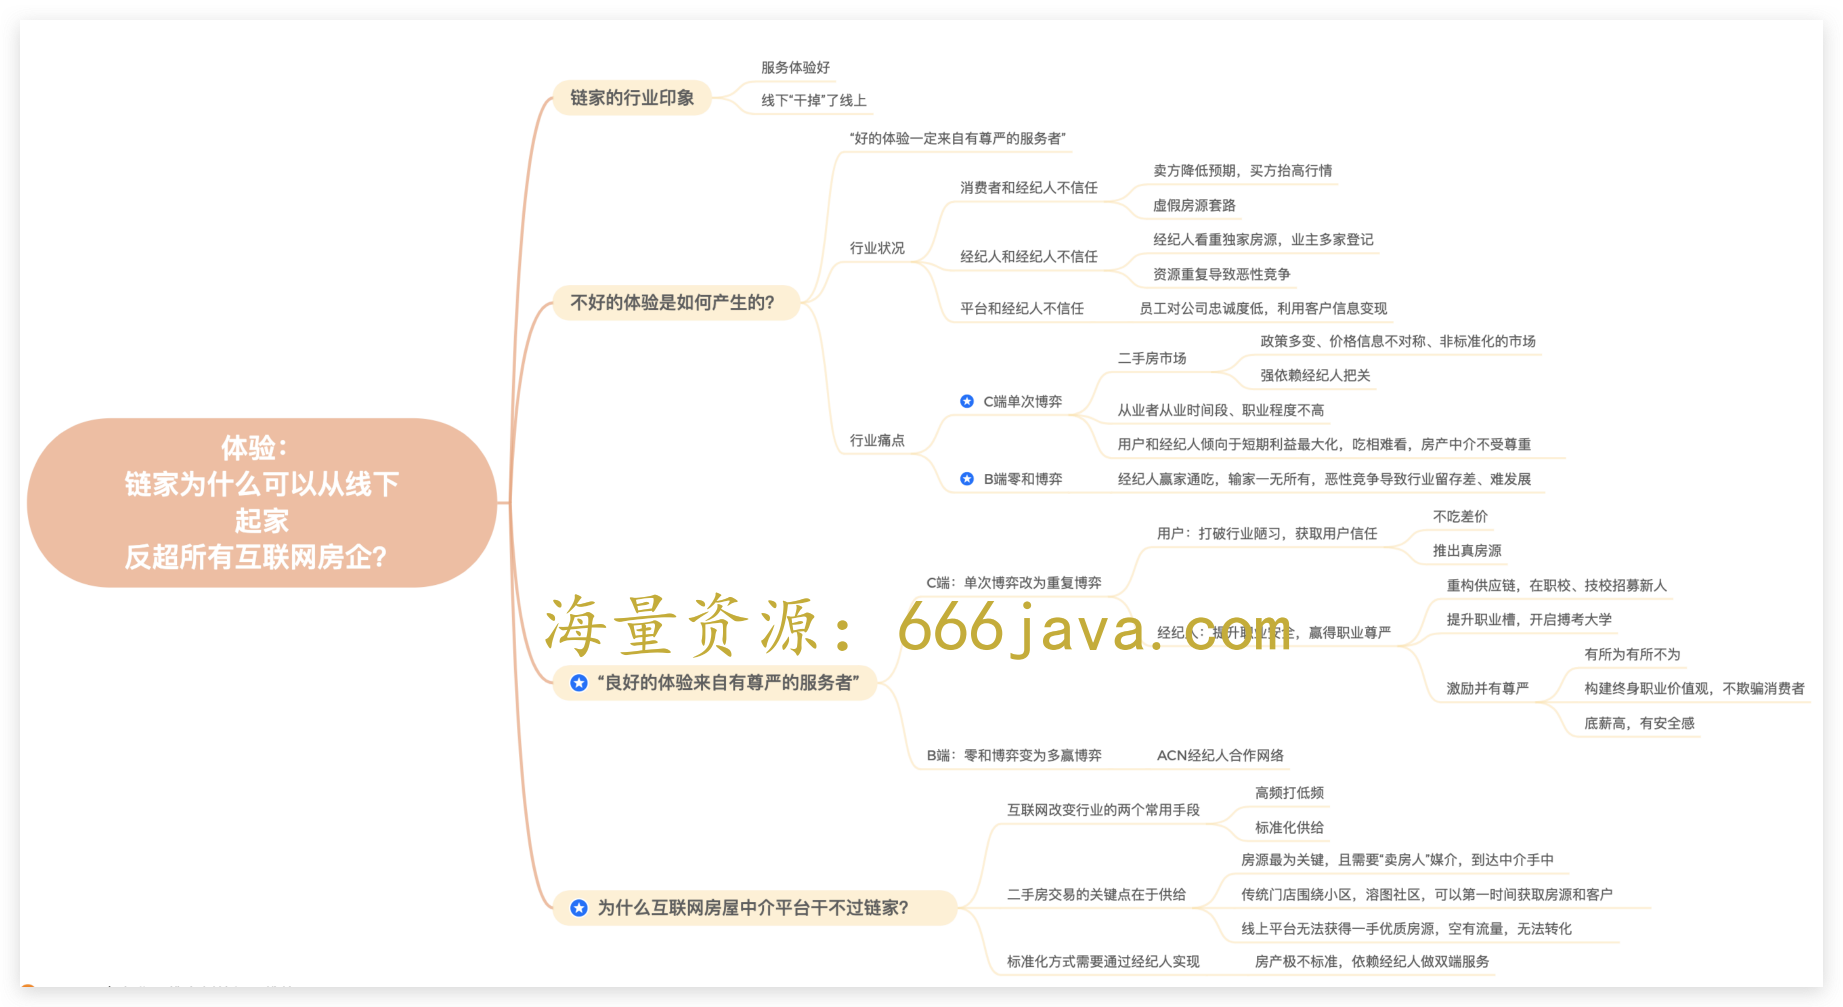 体验：
链家为什么可以从线下
起家
反超所有互联网房企？
链家的行业印象
服务体验好
线下“干掉”了线上
不好的体验是如何产生的？
“好的体验一定来自有尊严的服务者”
行业状况
消费者和经纪人不信任
卖方降低预期，买方抬高行情
虚假房源套路
经纪人和经纪人不信任
经纪人看重独家房源，业主多家登记
资源重复导致恶性竞争
平台和经纪人不信任
员工对公司忠诚度低，利用客户信息变现
行业痛点
C端单次博弈
二手房市场
政策多变、价格信息不对称、非标准化的市场
强依赖经纪人把关
从业者从业时间段、职业程度不高
用户和经纪人倾向于短期利益最大化，吃相难看，房产中介不受尊重
B端零和博弈
经纪人赢家通吃，输家一无所有，恶性竞争导致行业留存差、难发展
“良好的体验来自有尊严的服务者”
C端：单次博弈改为重复博弈
用户：打破行业陋习，获取用户信任
不吃差价
推出真房源
经纪人：提升职业安全，赢得职业尊严
重构供应链，在职校、技校招募新人
提升职业槽，开启搏考大学
激励并有尊严
有所为有所不为
构建终身职业价值观，不欺骗消费者
底薪高，有安全感
B端：零和博弈变为多赢博弈
ACN经纪人合作网络
为什么互联网房屋中介平台干不过链家？
互联网改变行业的两个常用手段
高频打低频
标准化供给
二手房交易的关键点在于供给
房源最为关键，且需要“卖房人”媒介，到达中介手中
传统门店围绕小区，溶图社区，可以第一时间获取房源和客户
线上平台无法获得一手优质房源，空有流量，无法转化
标准化方式需要通过经纪人实现
房产极不标准，依赖经纪人做双端服务
海量资源：666java.com